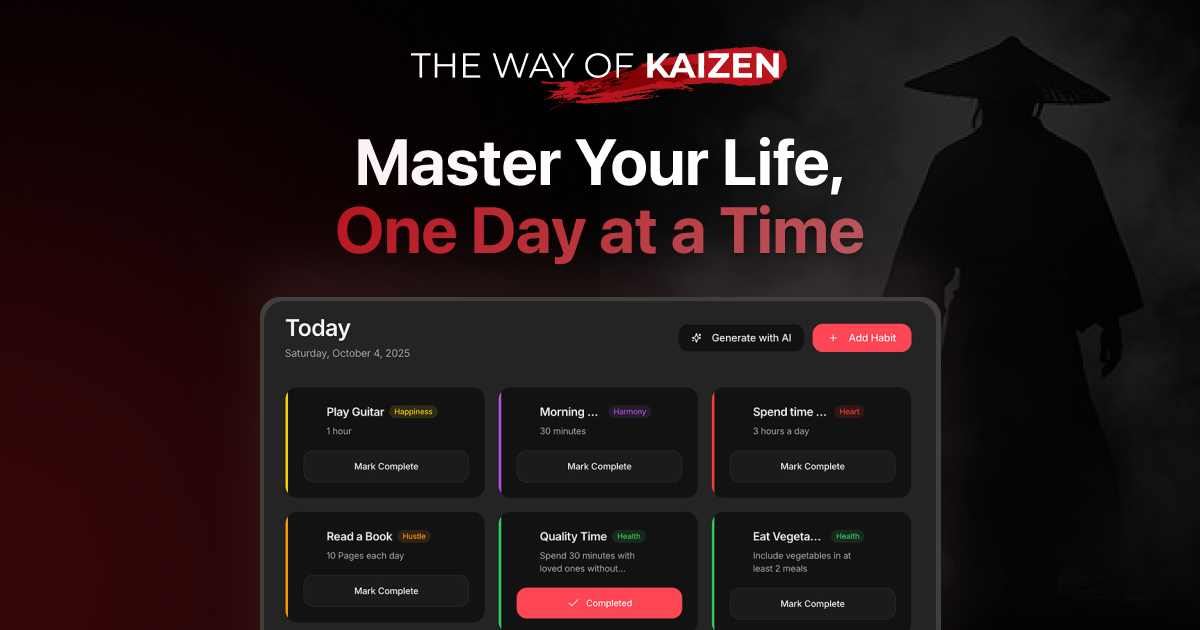 THE WAY OF KAIZEN
Master Your Life,
One Day at a Time
Today
Saturday, October 4, 2025
Generate with AI
+ Add Habit
Play Guitar Happiness
1 hour
Mark Complete
Morning ... Harmony
30 minutes
Mark Complete
Spend time ... Heart
3 hours a day
Mark Complete
Read a Book Hustle
10 Pages each day
Mark Complete
Quality Time Health
Spend 30 minutes with
loved ones without...
Completed
Eat Vegeta... Health
Include vegetables in at
least 2 meals
Mark Complete